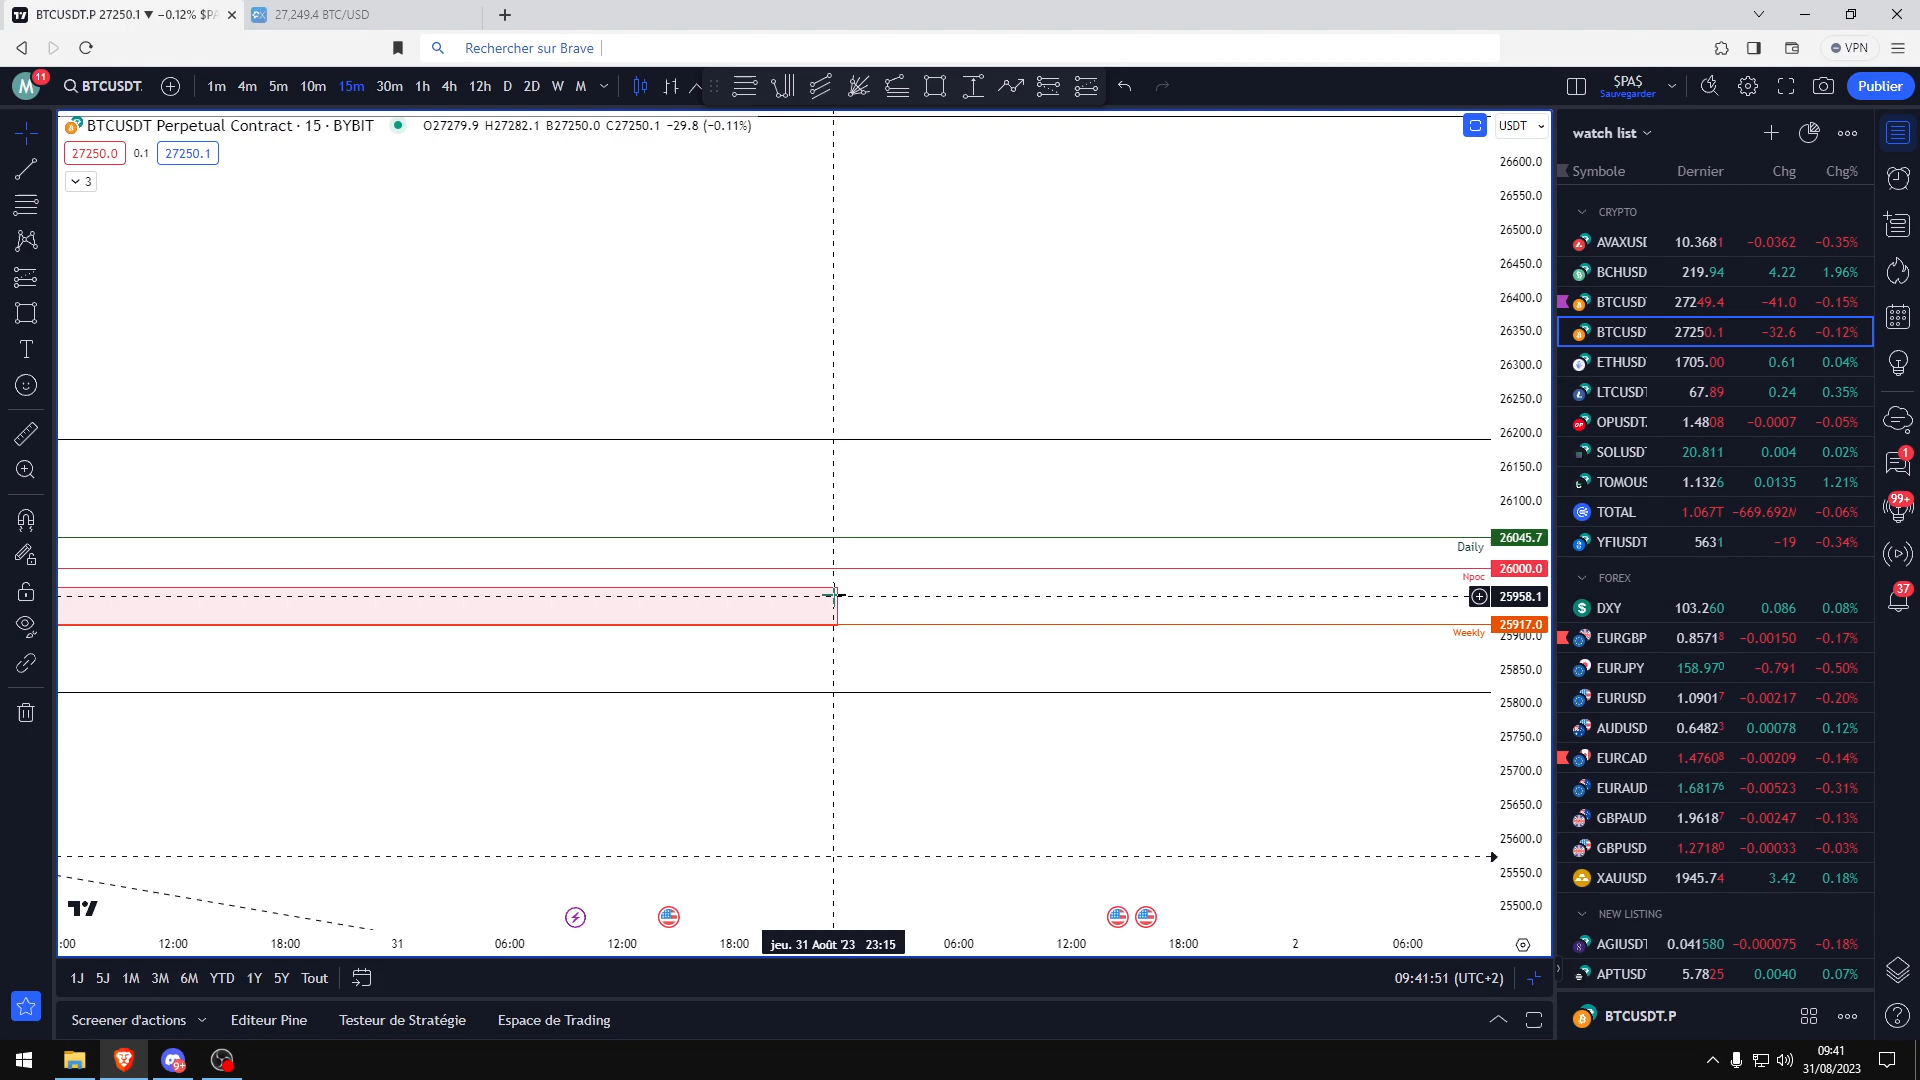 BTCUSDT.P 27250.1 ▼ −0.12% $PA
27,249.4 BTC/USD
Rechercher sur Brave
VPN
M
11
BTCUSDT.
1m 4m 5m 10m 15m 30m 1h 4h 12h D 2D W M
$PA$
Sauvegarder
Publier
BTCUSDT Perpetual Contract · 15 · BYBIT
O27279.9 H27282.1 B27250.0 C27250.1 −29.8 (−0.11%)
27250.0 0.1 27250.1
3
USDT
26600.0
26550.0
26500.0
26450.0
26400.0
26350.0
26300.0
26250.0
26200.0
26150.0
26100.0
Daily 26045.7
26000.0
Npoc
25958.1
25917.0
Weekly 25900.0
25850.0
25800.0
25750.0
25700.0
25650.0
25600.0
25550.0
25500.0
:00 12:00 18:00 31 06:00 12:00 18:00 jeu. 31 Août '23 23:15 06:00 12:00 18:00 2 06:00
1J 5J 1M 3M 6M YTD 1Y 5Y Tout
09:41:51 (UTC+2)
Screener d'actions Editeur Pine Testeur de Stratégie Espace de Trading
watch list
Symbole Dernier Chg Chg%
CRYPTO
AVAXUSI 10.3681 −0.0362 −0.35%
BCHUSD 219.94 4.22 1.96%
BTCUSD 27249.4 −41.0 −0.15%
BTCUSD 27250.1 −32.6 −0.12%
ETHUSD 1705.00 0.61 0.04%
LTCUSDT 67.89 0.24 0.35%
OPUSDT. 1.4808 −0.0007 −0.05%
SOLUSD 20.811 0.004 0.02%
TOMOUS 1.1326 0.0135 1.21%
TOTAL 1.067T −669.692M −0.06%
YFIUSDT 5631 −19 −0.34%
FOREX
DXY 103.260 0.086 0.08%
EURGBP 0.85718 −0.00150 −0.17%
EURJPY 158.970 −0.791 −0.50%
EURUSD 1.09017 −0.00217 −0.20%
AUDUSD 0.64823 0.00078 0.12%
EURCAD 1.47608 −0.00209 −0.14%
EURAUD 1.68176 −0.00523 −0.31%
GBPAUD 1.96187 −0.00247 −0.13%
GBPUSD 1.27180 −0.00033 −0.03%
XAUUSD 1945.74 3.42 0.18%
NEW LISTING
AGIUSDT 0.041580 −0.000075 −0.18%
APTUSD 5.7825 0.0040 0.07%
BTCUSDT.P
1
99+
37
9+
09:41
31/08/2023